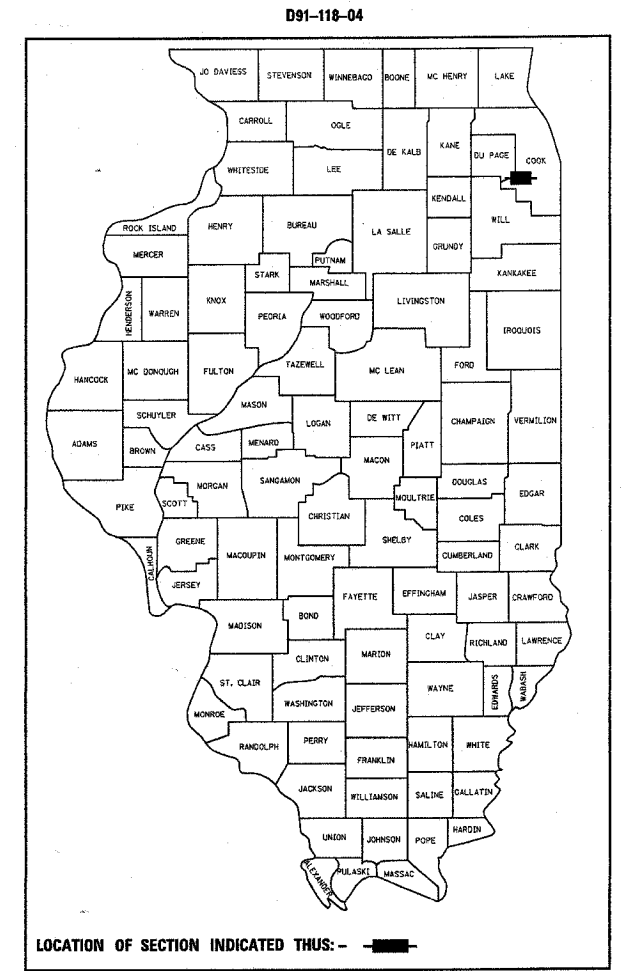 D91-118-04
JO DAVIESS STEVENSON WINNEBAGO BOONE MC HENRY LAKE
CARROLL OGLE DE KALB KANE DU PAGE COOK
WHITESIDE LEE
KENDALL WILL
ROCK ISLAND HENRY BUREAU LA SALLE GRUNDY
MERCER PUTNAM KANKAKEE
STARK MARSHALL
HENDERSON WARREN KNOX PEORIA WOODFORD LIVINGSTON IROQUOIS
HANCOCK MC DONOUGH FULTON TAZEWELL MC LEAN FORD
MASON
SCHUYLER LOGAN DE WITT CHAMPAIGN VERMILION
ADAMS BROWN CASS MENARD MACON PIATT
MORGAN SANGAMON DOUGLAS EDGAR
PIKE SCOTT CHRISTIAN MOULTRIE COLES
GREENE MACOUPIN MONTGOMERY SHELBY CUMBERLAND CLARK
CALHOUN JERSEY
FAYETTE EFFINGHAM JASPER CRAWFORD
MADISON BOND
CLAY RICHLAND LAWRENCE
CLINTON MARION
ST. CLAIR WAYNE EDWARDS WABASH
WASHINGTON JEFFERSON
MONROE
RANDOLPH PERRY HAMILTON WHITE
FRANKLIN
JACKSON WILLIAMSON SALINE GALLATIN
UNION JOHNSON POPE HARDIN
ALEXANDER PULASKI MASSAC
LOCATION OF SECTION INDICATED THUS: -